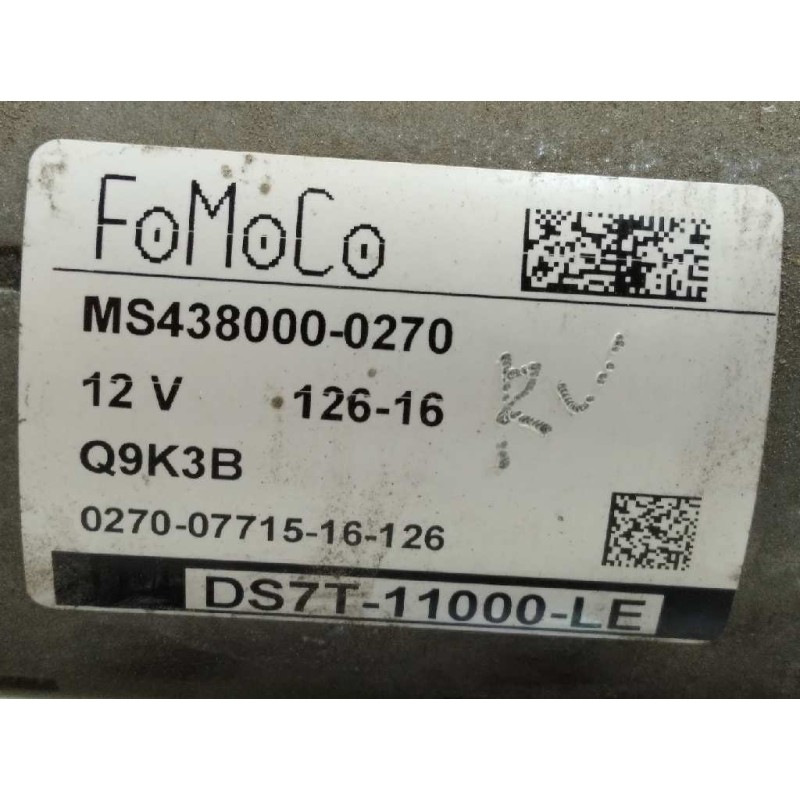 FoMoCo
MS438000-0270
12 V 126-16
Q9K3B
0270-07715-16-126
DS7T-11000-LE